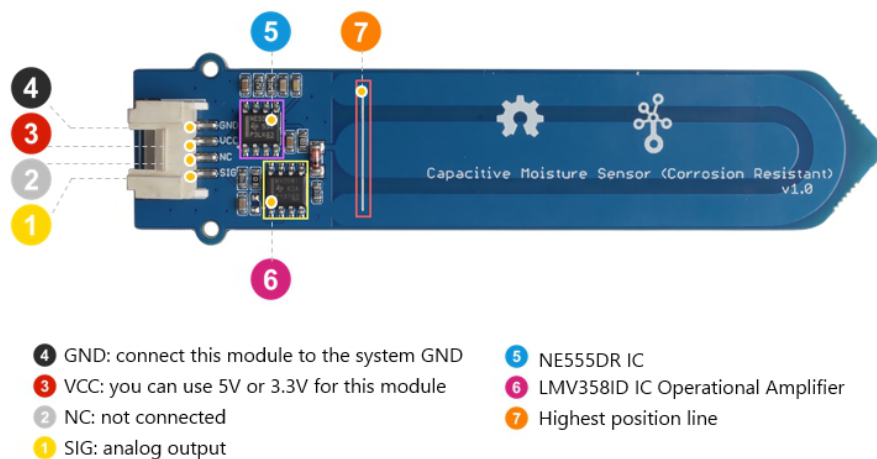 5
7
4
GND
3
VCC
2
NC
1
SIG
Capacitive Moisture Sensor (Corrosion Resistant)
v1.0
6
4 GND: connect this module to the system GND
3 VCC: you can use 5V or 3.3V for this module
2 NC: not connected
1 SIG: analog output
5 NE555DR IC
6 LMV358ID IC Operational Amplifier
7 Highest position line